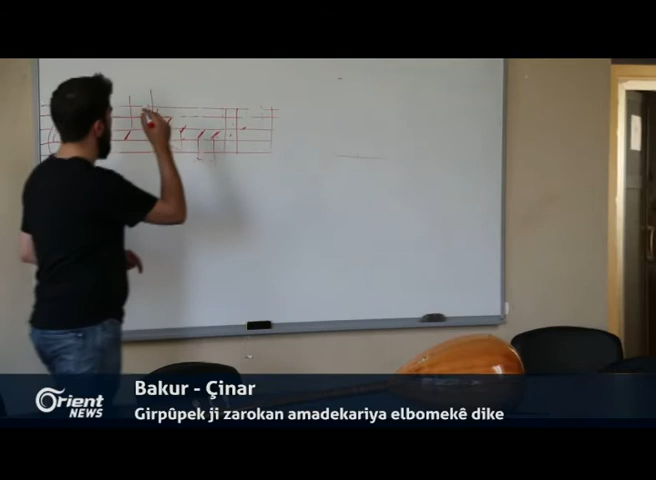 Bakur - Çinar
Orient
NEWS
Girpûpek ji zarokan amadekariya elbomekê dike